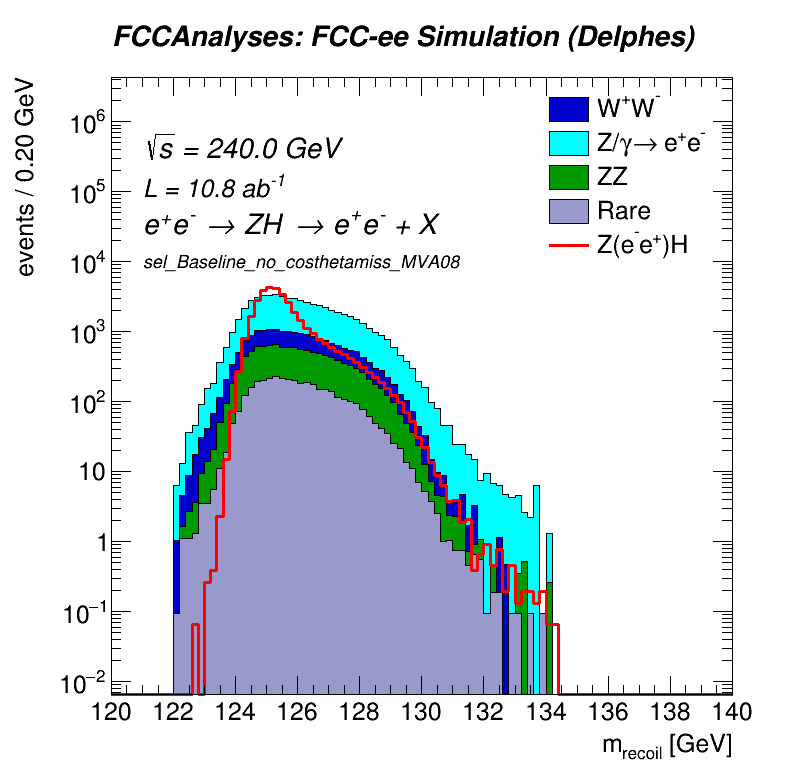 FCCAnalyses: FCC-ee Simulation (Delphes)
events / 0.20 GeV
√s = 240.0 GeV
L = 10.8 ab⁻¹
e⁺e⁻ → ZH → e⁺e⁻ + X
sel_Baseline_no_costhetamiss_MVA08
W⁺W⁻
Z/γ→ e⁺e⁻
ZZ
Rare
Z(e⁻e⁺)H
10⁶
10⁵
10⁴
10³
10²
10
1
10⁻¹
10⁻²
120 122 124 126 128 130 132 134 136 138 140
m_recoil [GeV]